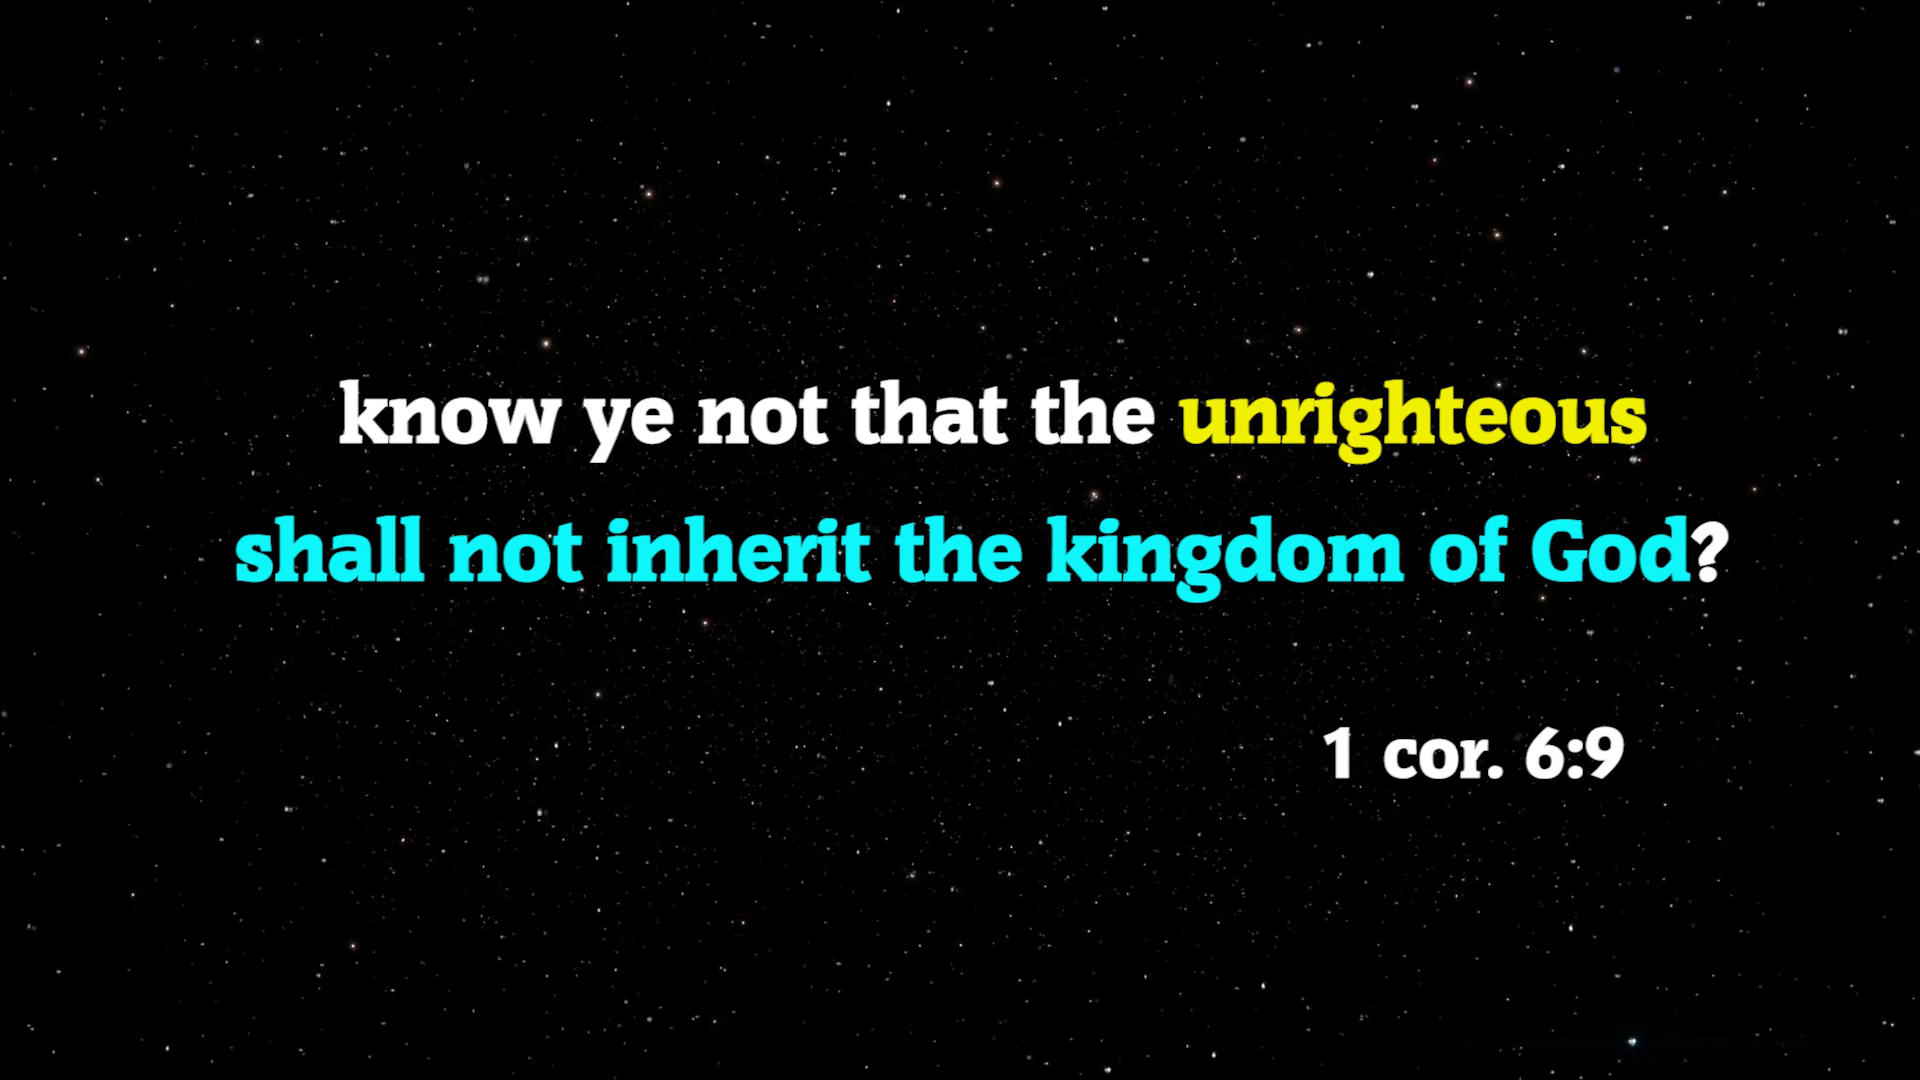 know ye not that the unrighteous
shall not inherit the kingdom of God?
1 cor. 6:9